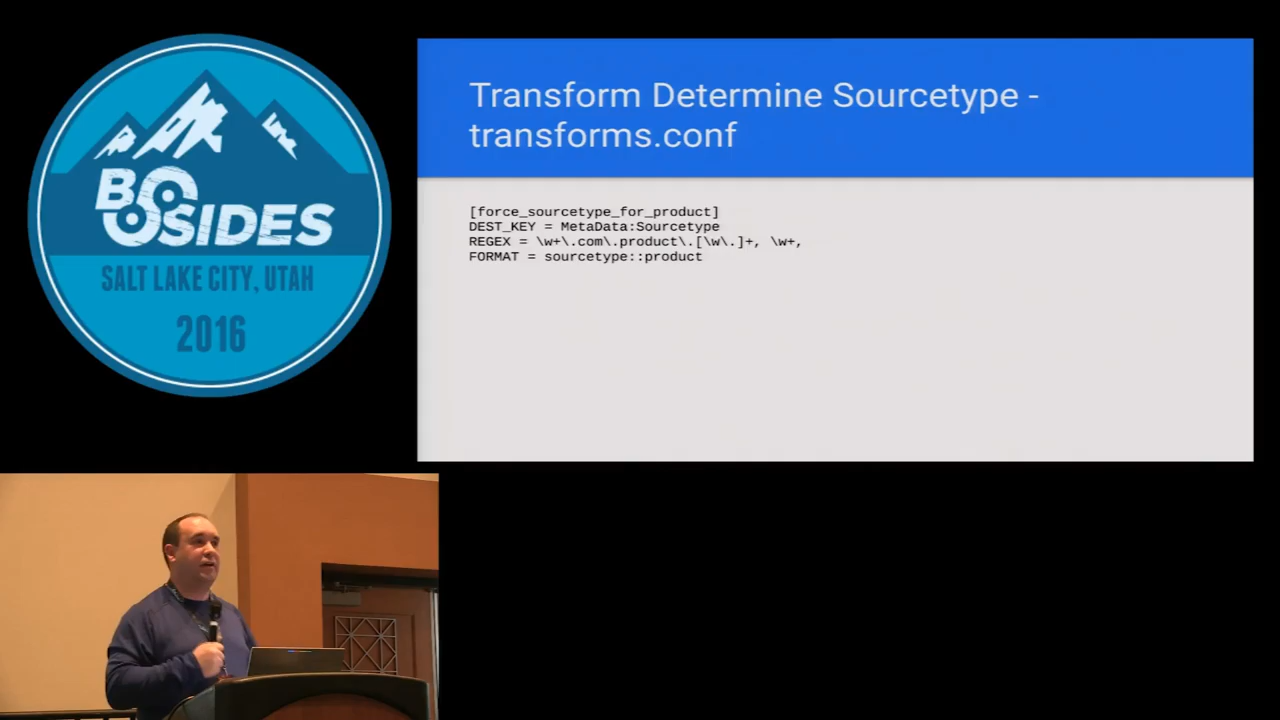 BSIDES
SALT LAKE CITY, UTAH
2016
Transform Determine Sourcetype -
transforms.conf
[force_sourcetype_for_product]
DEST_KEY = MetaData:Sourcetype
REGEX = \w+\.com\.product\.[\w\.]+, \w+,
FORMAT = sourcetype::product